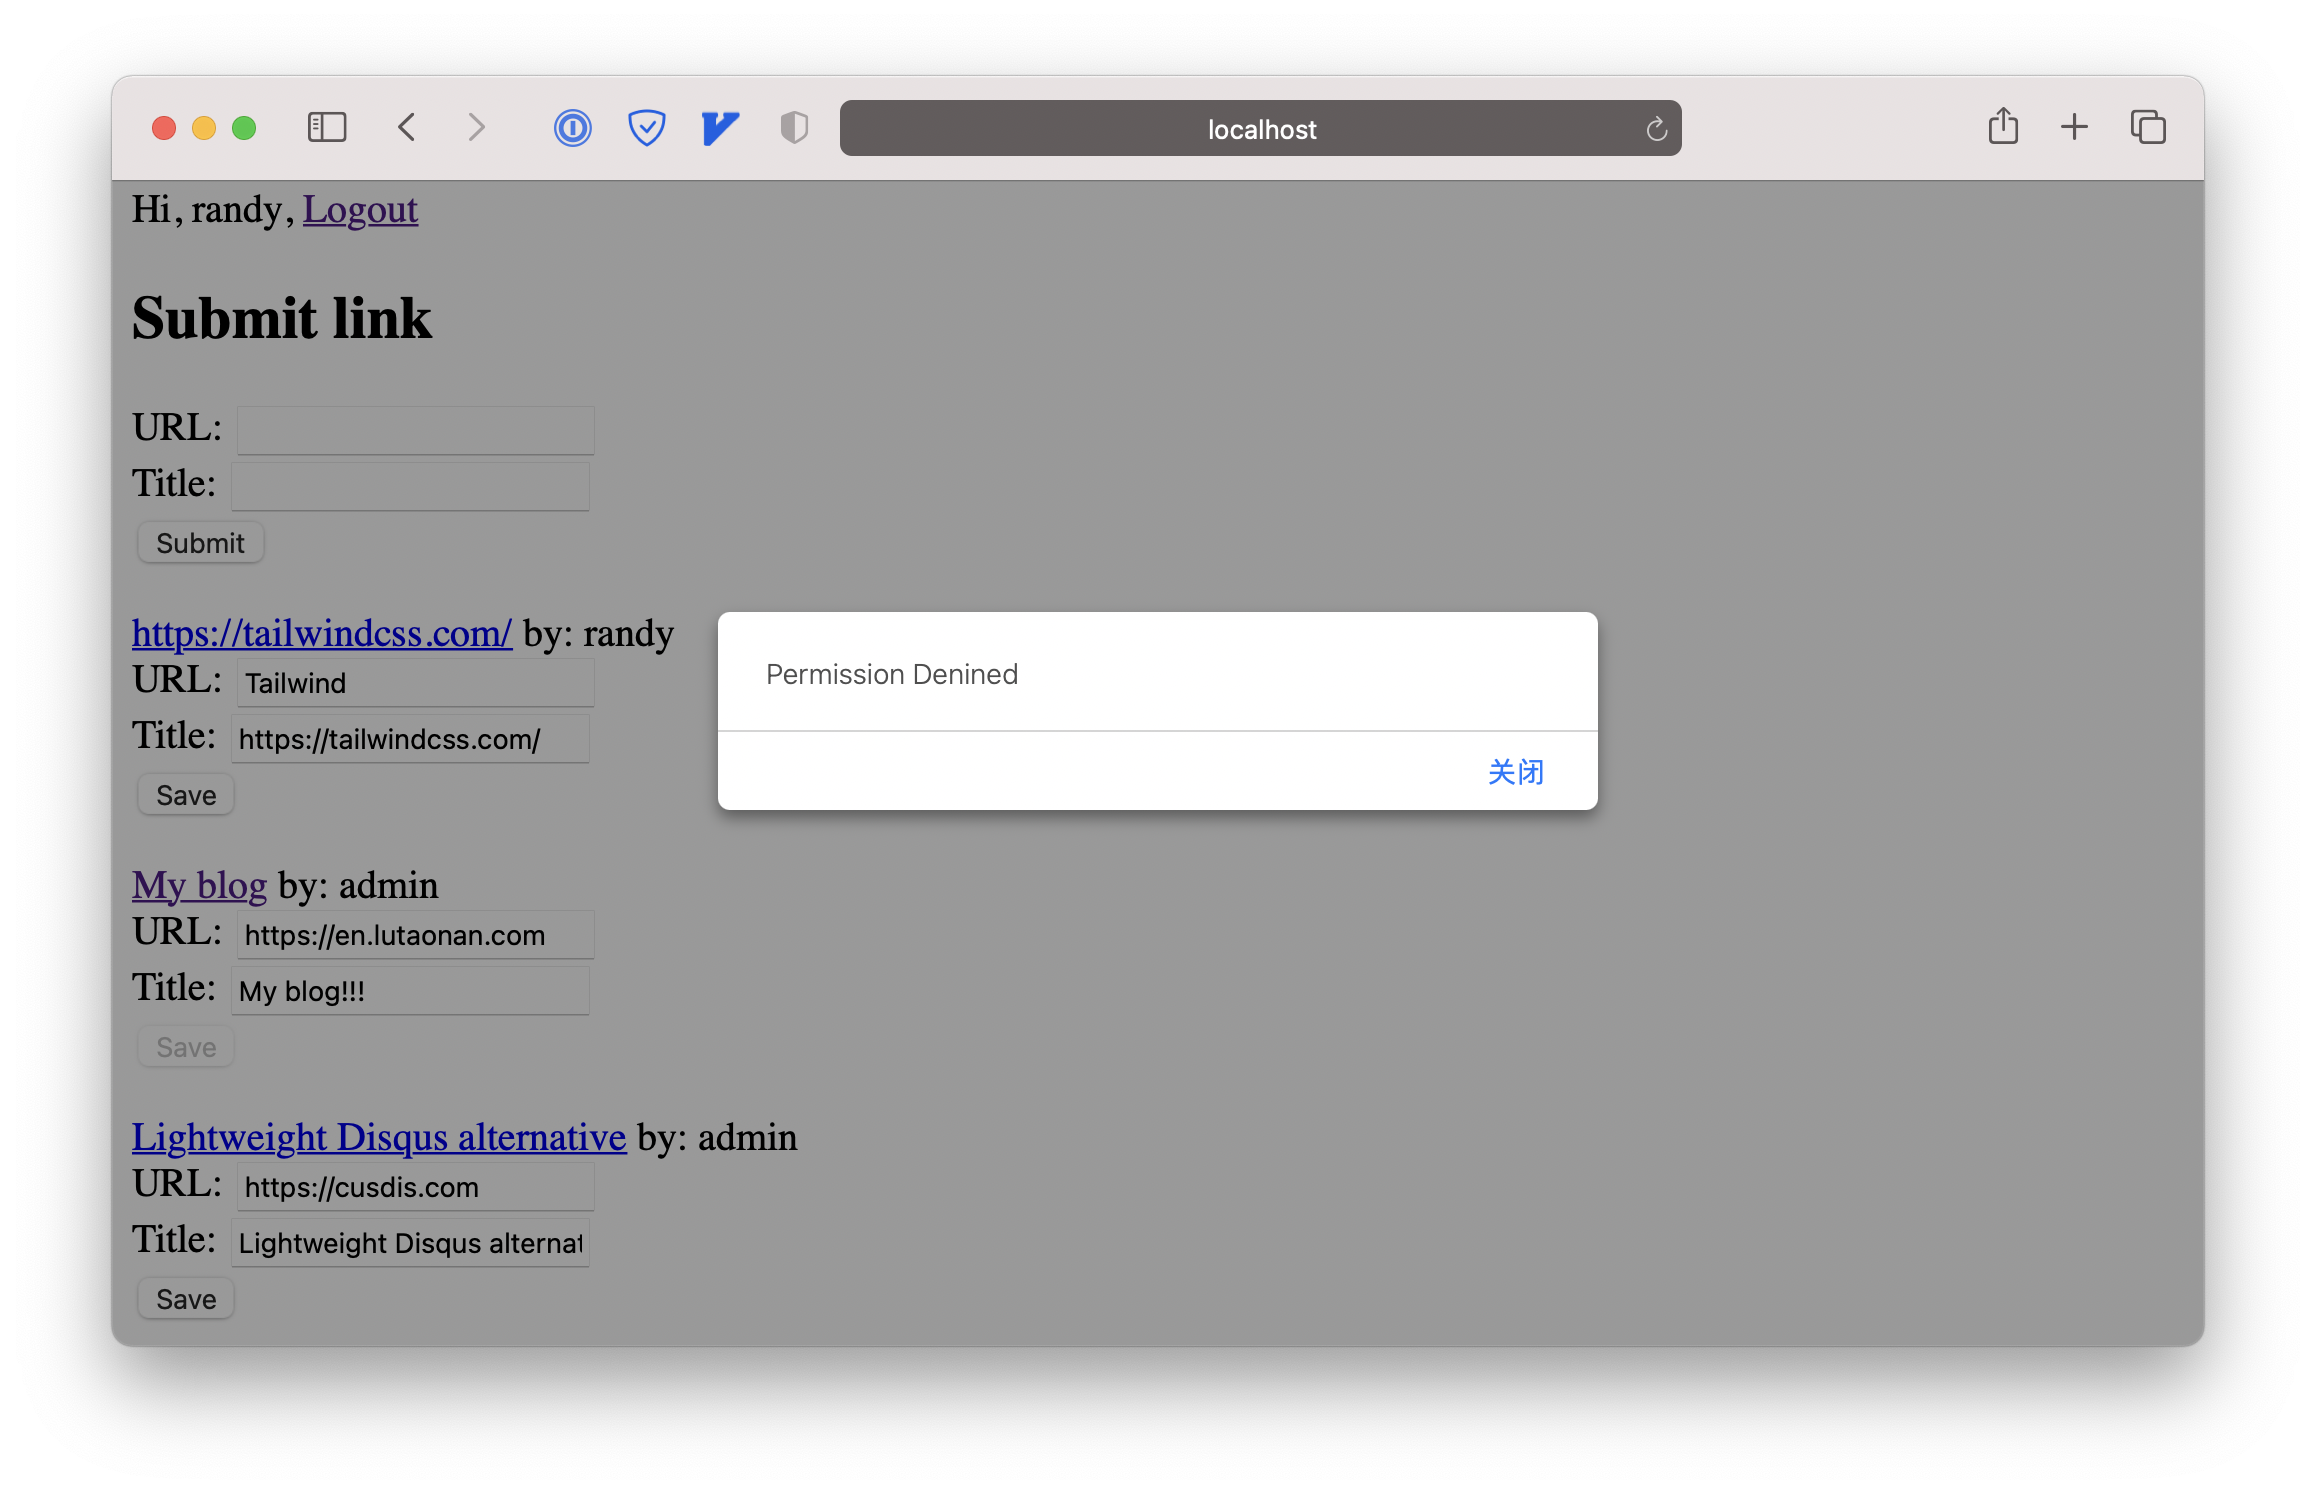 localhost
Hi, randy, Logout
Submit link
URL:
Title:
Submit
https://tailwindcss.com/ by: randy
URL: Tailwind
Title: https://tailwindcss.com/
Save
Permission Denined
关闭
My blog by: admin
URL: https://en.lutaonan.com
Title: My blog!!!
Save
Lightweight Disqus alternative by: admin
URL: https://cusdis.com
Title: Lightweight Disqus alternat
Save